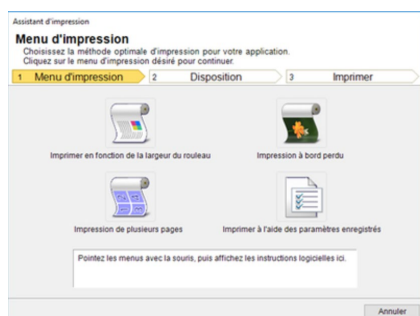 Assistant d'impression
Menu d'impression
Choisissez la méthode optimale d'impression pour votre application.
Cliquez sur le menu d'impression désiré pour continuer.
1 Menu d'impression 2 Disposition 3 Imprimer
Imprimer en fonction de la largeur du rouleau
Impression à bord perdu
Impression de plusieurs pages
Imprimer à l'aide des paramètres enregistrés
Pointez les menus avec la souris, puis affichez les instructions logicielles ici.
Annuler